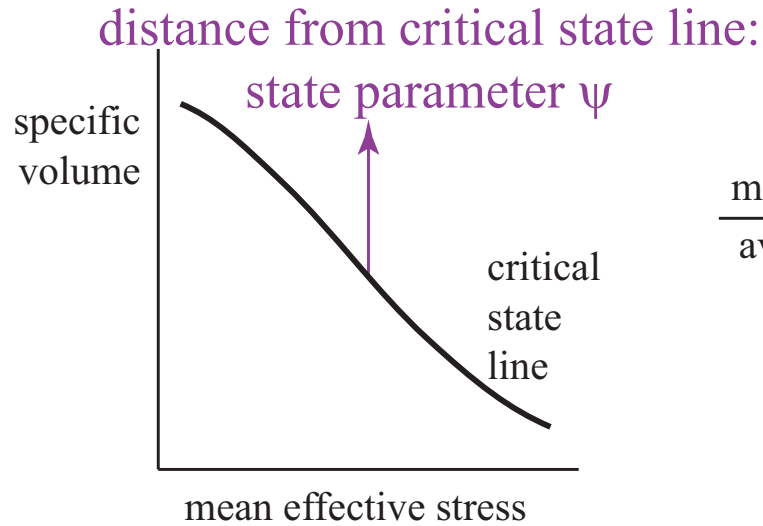 distance from critical state line:
state parameter ψ
specific
volume
critical
state
line
mean effective stress